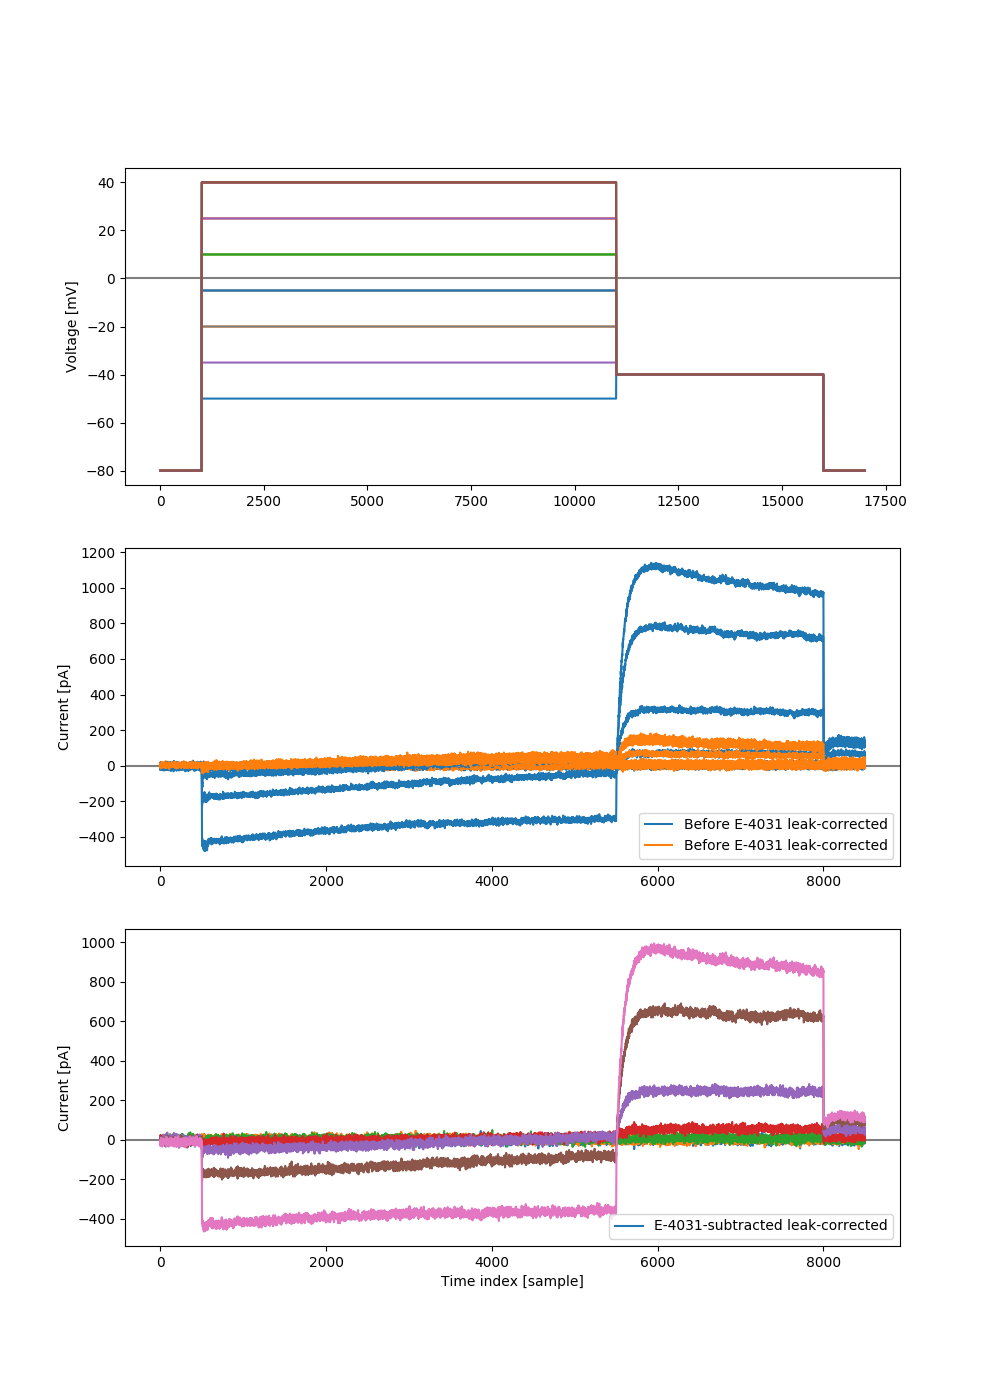 40
20
0
−20
−40
−60
−80
Voltage [mV]
0 2500 5000 7500 10000 12500 15000 17500
1200
1000
800
600
400
200
0
−200
−400
Current [pA]
Before E-4031 leak-corrected
Before E-4031 leak-corrected
0 2000 4000 6000 8000
1000
800
600
400
200
0
−200
−400
Current [pA]
E-4031-subtracted leak-corrected
0 2000 4000 6000 8000
Time index [sample]